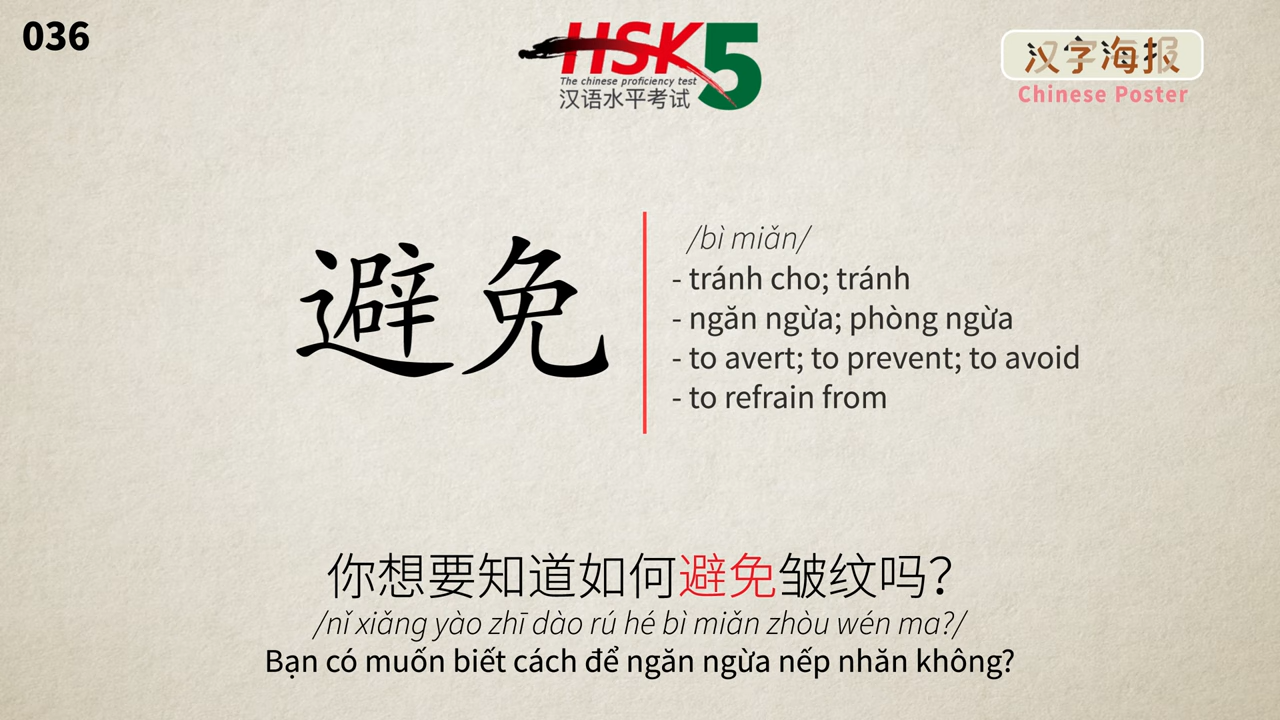 036
HSK5
The chinese proficiency test
汉语水平考试
汉字海报
Chinese Poster
避免
/bì miǎn/
- tránh cho; tránh
- ngăn ngừa; phòng ngừa
- to avert; to prevent; to avoid
- to refrain from
你想要知道如何避免皱纹吗?
/nǐ xiǎng yào zhī dào rú hé bì miǎn zhòu wén ma?/
Bạn có muốn biết cách để ngăn ngừa nếp nhăn không?